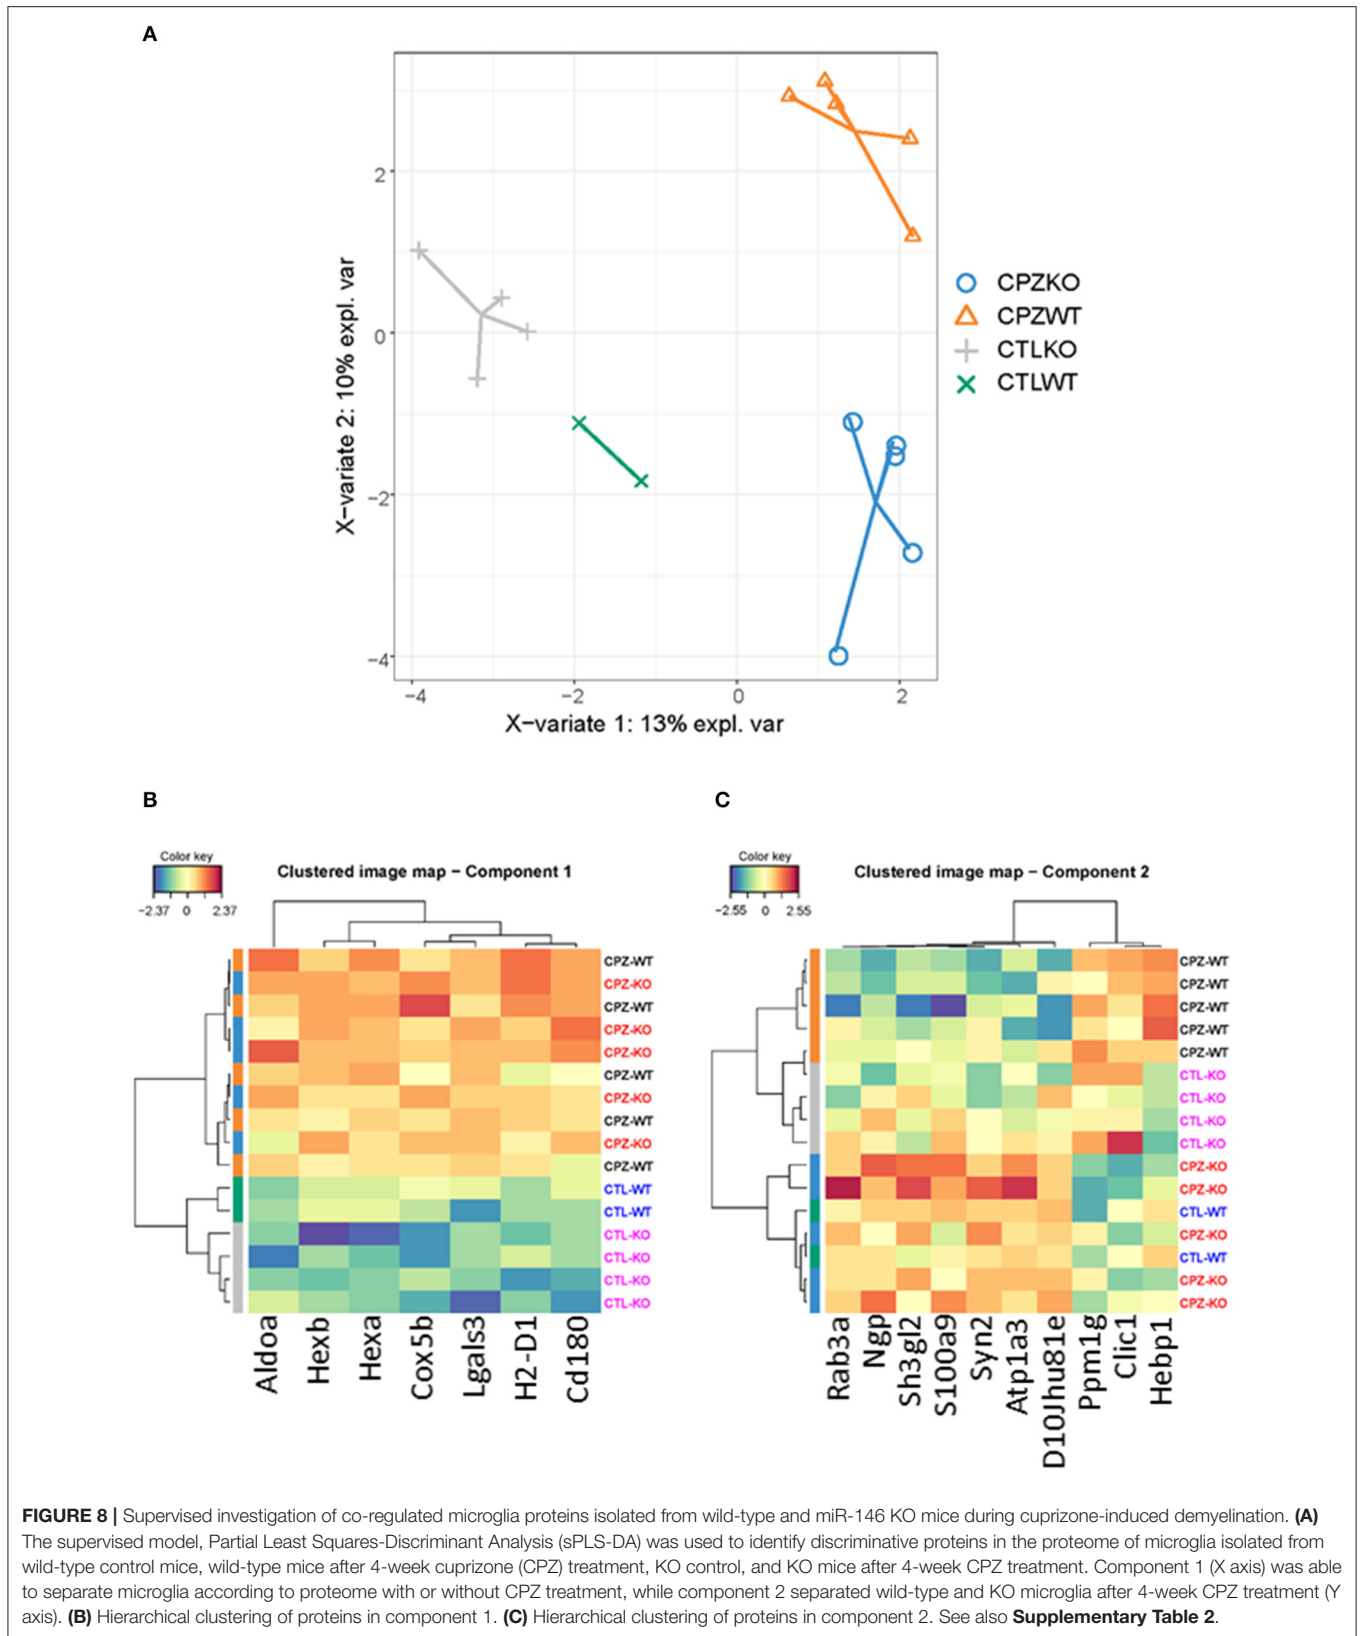 A
2
0
−2
−4
−4
−2
0
2
X−variate 2: 10% expl. var
X−variate 1: 13% expl. var
CPZKO
CPZWT
CTLKO
CTLWT
B
Color key
−2.37 0 2.37
Clustered image map − Component 1
CPZ-WT
CPZ-KO
CPZ-WT
CPZ-KO
CPZ-KO
CPZ-WT
CPZ-KO
CPZ-WT
CPZ-KO
CPZ-WT
CTL-WT
CTL-WT
CTL-KO
CTL-KO
CTL-KO
CTL-KO
Aldoa
Hexb
Hexa
Cox5b
Lgals3
H2-D1
Cd180
C
Color key
−2.55 0 2.55
Clustered image map − Component 2
CPZ-WT
CPZ-WT
CPZ-WT
CPZ-WT
CPZ-WT
CTL-KO
CTL-KO
CTL-KO
CTL-KO
CPZ-KO
CPZ-KO
CTL-WT
CPZ-KO
CTL-WT
CPZ-KO
CPZ-KO
Rab3a
Ngp
Sh3gl2
S100a9
Syn2
Atp1a3
D10Jhu81e
Ppm1g
Clic1
Hebp1
FIGURE 8 | Supervised investigation of co-regulated microglia proteins isolated from wild-type and miR-146 KO mice during cuprizone-induced demyelination. (A)
The supervised model, Partial Least Squares-Discriminant Analysis (sPLS-DA) was used to identify discriminative proteins in the proteome of microglia isolated from
wild-type control mice, wild-type mice after 4-week cuprizone (CPZ) treatment, KO control, and KO mice after 4-week CPZ treatment. Component 1 (X axis) was able
to separate microglia according to proteome with or without CPZ treatment, while component 2 separated wild-type and KO microglia after 4-week CPZ treatment (Y
axis). (B) Hierarchical clustering of proteins in component 1. (C) Hierarchical clustering of proteins in component 2. See also Supplementary Table 2.